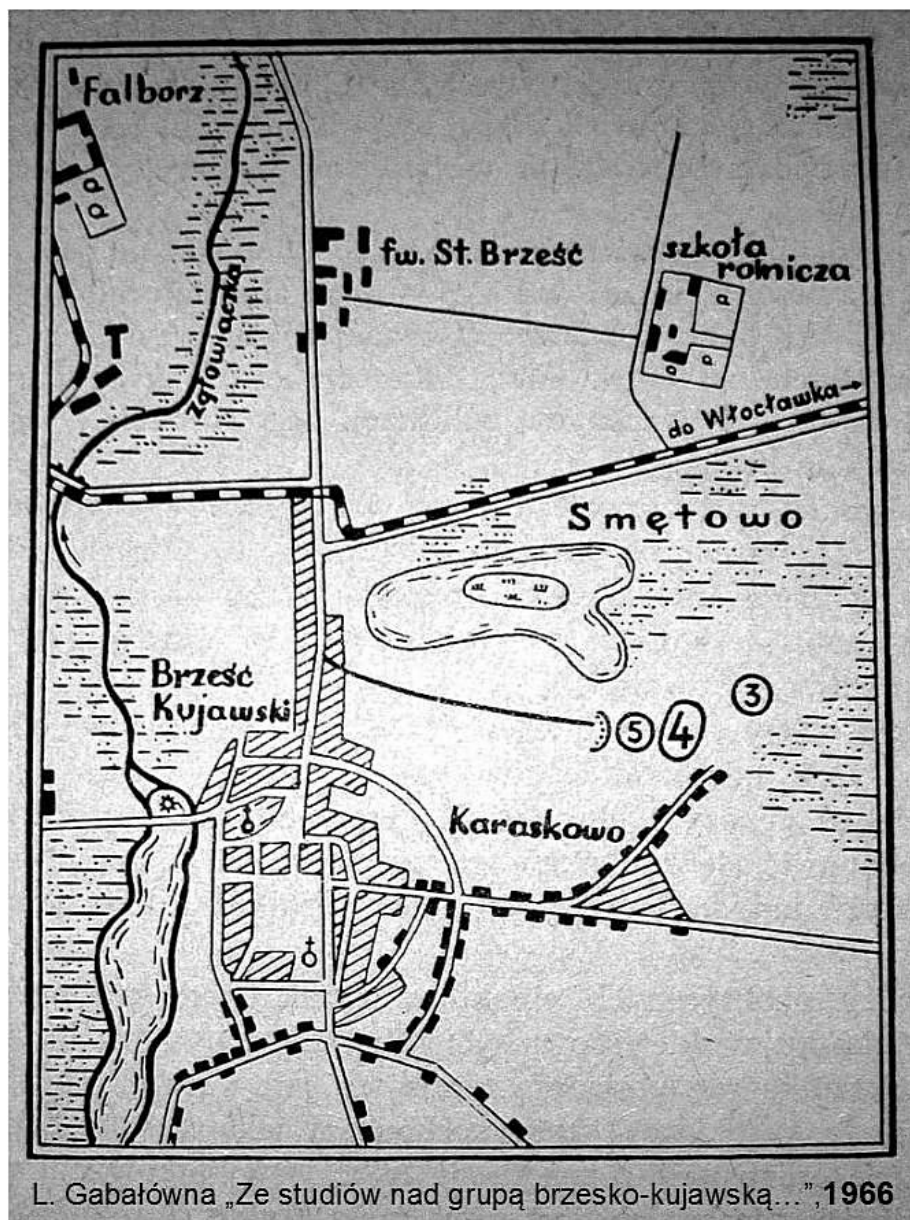 Falborz
P P
Zgłowiączka
fw. St. Brześć
szkoła
rolnicza
P
P
do Włocławka →
Smętowo
Brześć
Kujawski
⑤ ④ ③
Karaskowo
L. Gabałówna „Ze studiów nad grupą brzesko-kujawską...”, 1966